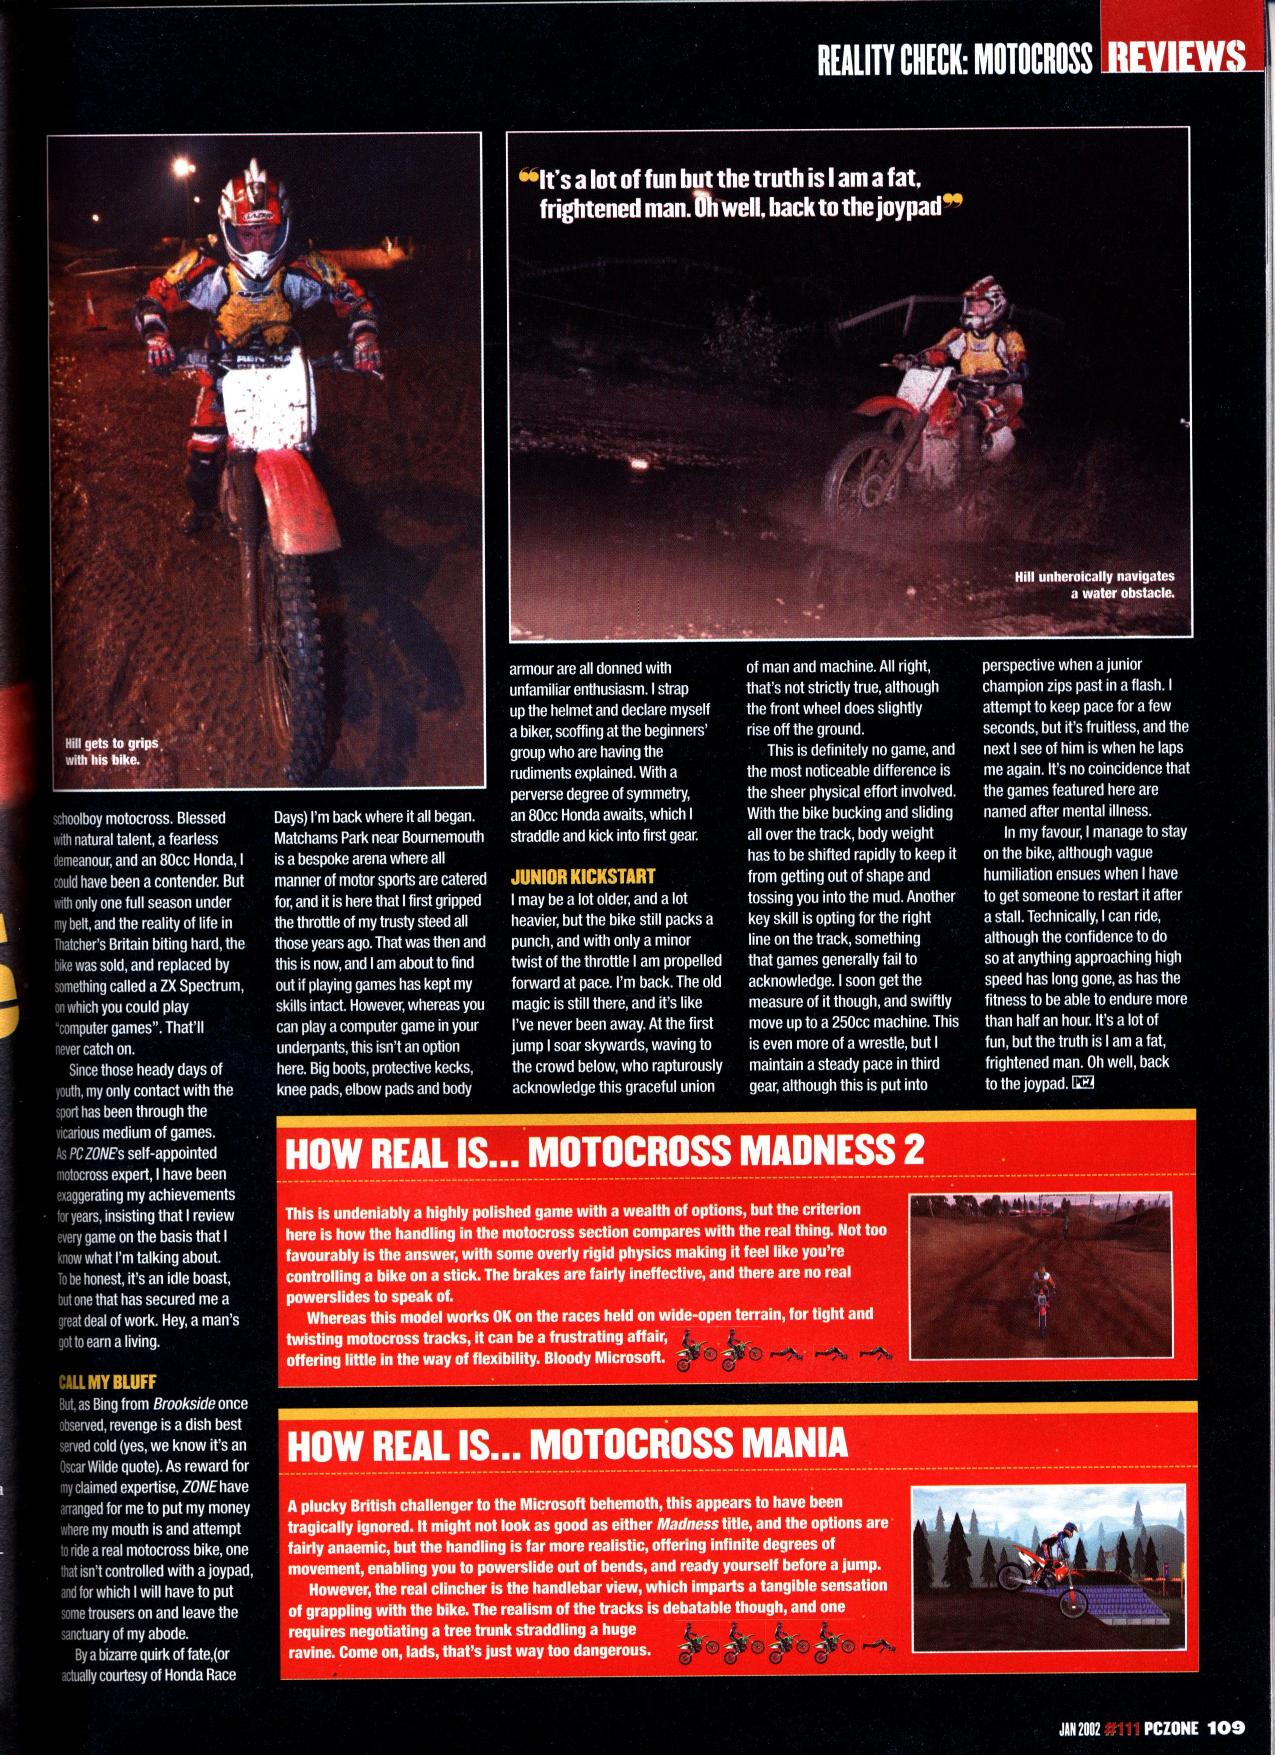 REALITY CHECK: MOTOCROSS REVIEWS
“It's a lot of fun but the truth is I am a fat,
frightened man. Oh well, back to the joypad”
Hill gets to grips
with his bike.
Hill unheroically navigates
a water obstacle.
schoolboy motocross. Blessed
with natural talent, a fearless
demeanour, and an 80cc Honda, I
could have been a contender. But
with only one full season under
my belt, and the reality of life in
Thatcher's Britain biting hard, the
bike was sold, and replaced by
something called a ZX Spectrum,
on which you could play
“computer games”. That'll
never catch on.
Since those heady days of
youth, my only contact with the
sport has been through the
vicarious medium of games.
As PC ZONE's self-appointed
motocross expert, I have been
exaggerating my achievements
for years, insisting that I review
every game on the basis that I
know what I'm talking about.
To be honest, it's an idle boast,
but one that has secured me a
great deal of work. Hey, a man's
got to earn a living.
CALL MY BLUFF
But, as Bing from Brookside once
observed, revenge is a dish best
served cold (yes, we know it's an
Oscar Wilde quote). As reward for
my claimed expertise, ZONE have
arranged for me to put my money
where my mouth is and attempt
to ride a real motocross bike, one
that isn't controlled with a joypad,
and for which I will have to put
some trousers on and leave the
sanctuary of my abode.
By a bizarre quirk of fate,(or
actually courtesy of Honda Race
Days) I'm back where it all began.
Matchams Park near Bournemouth
is a bespoke arena where all
manner of motor sports are catered
for, and it is here that I first gripped
the throttle of my trusty steed all
those years ago. That was then and
this is now, and I am about to find
out if playing games has kept my
skills intact. However, whereas you
can play a computer game in your
underpants, this isn't an option
here. Big boots, protective kecks,
knee pads, elbow pads and body
armour are all donned with
unfamiliar enthusiasm. I strap
up the helmet and declare myself
a biker, scoffing at the beginners'
group who are having the
rudiments explained. With a
perverse degree of symmetry,
an 80cc Honda awaits, which I
straddle and kick into first gear.
JUNIOR KICKSTART
I may be a lot older, and a lot
heavier, but the bike still packs a
punch, and with only a minor
twist of the throttle I am propelled
forward at pace. I'm back. The old
magic is still there, and it's like
I've never been away. At the first
jump I soar skywards, waving to
the crowd below, who rapturously
acknowledge this graceful union
of man and machine. All right,
that's not strictly true, although
the front wheel does slightly
rise off the ground.
This is definitely no game, and
the most noticeable difference is
the sheer physical effort involved.
With the bike bucking and sliding
all over the track, body weight
has to be shifted rapidly to keep it
from getting out of shape and
tossing you into the mud. Another
key skill is opting for the right
line on the track, something
that games generally fail to
acknowledge. I soon get the
measure of it though, and swiftly
move up to a 250cc machine. This
is even more of a wrestle, but I
maintain a steady pace in third
gear, although this is put into
perspective when a junior
champion zips past in a flash. I
attempt to keep pace for a few
seconds, but it's fruitless, and the
next I see of him is when he laps
me again. It's no coincidence that
the games featured here are
named after mental illness.
In my favour, I manage to stay
on the bike, although vague
humiliation ensues when I have
to get someone to restart it after
a stall. Technically, I can ride,
although the confidence to do
so at anything approaching high
speed has long gone, as has the
fitness to be able to endure more
than half an hour. It's a lot of
fun, but the truth is I am a fat,
frightened man. Oh well, back
to the joypad. PCZ
HOW REAL IS... MOTOCROSS MADNESS 2
This is undeniably a highly polished game with a wealth of options, but the criterion
here is how the handling in the motocross section compares with the real thing. Not too
favourably is the answer, with some overly rigid physics making it feel like you're
controlling a bike on a stick. The brakes are fairly ineffective, and there are no real
powerslides to speak of.
Whereas this model works OK on the races held on wide-open terrain, for tight and
twisting motocross tracks, it can be a frustrating affair,
offering little in the way of flexibility. Bloody Microsoft.
HOW REAL IS... MOTOCROSS MANIA
A plucky British challenger to the Microsoft behemoth, this appears to have been
tragically ignored. It might not look as good as either Madness title, and the options are
fairly anaemic, but the handling is far more realistic, offering infinite degrees of
movement, enabling you to powerslide out of bends, and ready yourself before a jump.
However, the real clincher is the handlebar view, which imparts a tangible sensation
of grappling with the bike. The realism of the tracks is debatable though, and one
requires negotiating a tree trunk straddling a huge
ravine. Come on, lads, that's just way too dangerous.
JAN 2002 #111 PCZONE 109